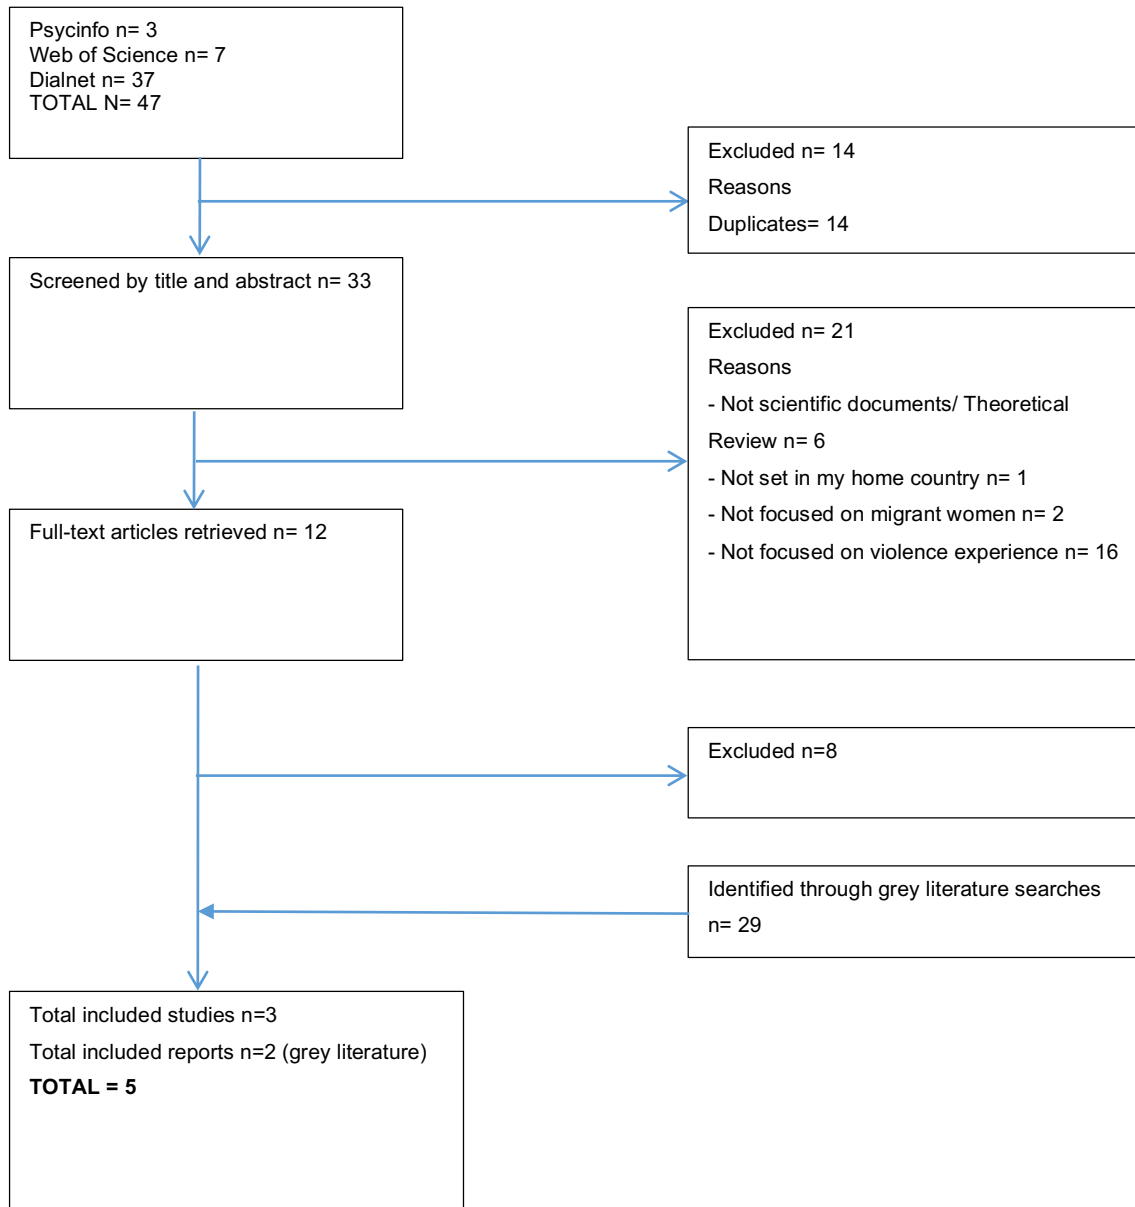 Psycinfo n= 3
Web of Science n= 7
Dialnet n= 37
TOTAL N= 47
Excluded n= 14
Reasons
Duplicates= 14
Screened by title and abstract n= 33
Excluded n= 21
Reasons
- Not scientific documents/ Theoretical
Review n= 6
- Not set in my home country n= 1
- Not focused on migrant women n= 2
- Not focused on violence experience n= 16
Full-text articles retrieved n= 12
Excluded n=8
Identified through grey literature searches
n= 29
Total included studies n=3
Total included reports n=2 (grey literature)
TOTAL = 5